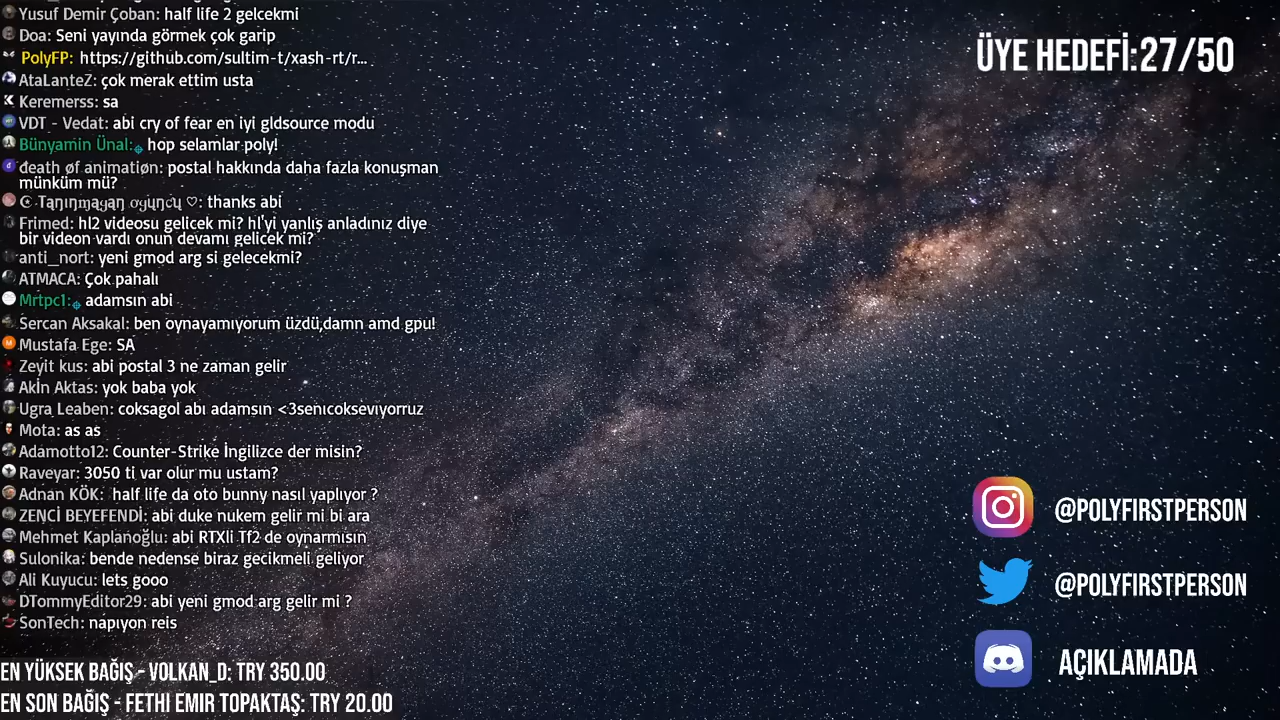 Yusuf Demir Çoban: half life 2 gelcekmi
Doa: Seni yayında görmek çok garip
PolyFP: https://github.com/sultim-t/xash-rt/r...
AtaLanteZ: çok merak ettim usta
Keremerss: sa
VDT - Vedat: abi cry of fear en iyi gldsource modu
Bünyamin Ünal: hop selamlar poly!
đeath øf animatiøn: postal hakkında daha fazla konuşman
münküm mü?
thanks abi
Frimed: hl2 videosu gelicek mi? hl'yi yanlış anladınız diye
bir videon vardı onun devamı gelicek mi?
anti_nort: yeni gmod arg si gelecekmi?
ATMACA: Çok pahalı
Mrtpc1: adamsın abi
Sercan Aksakal: ben oynayamıyorum üzdü,damn amd gpu!
Mustafa Ege: SA
Zeyit kus: abi postal 3 ne zaman gelir
Akin Aktas: yok baba yok
Ugra Leaben: coksagol abı adamsın <3senıcoksevıyorruz
Mota: as as
Adamotto12: Counter-Strike İngilizce der misin?
Raveyar: 3050 ti var olur mu ustam?
Adnan KÖK: half life da oto bunny nasıl yaplıyor ?
ZENCİ BEYEFENDİ: abi duke nukem gelir mi bi ara
Mehmet Kaplanoğlu: abi RTXli Tf2 de oynarmısın
Sulonika: bende nedense biraz gecikmeli geliyor
Ali Kuyucu: lets gooo
DTommyEditor29: abi yeni gmod arg gelir mi ?
SonTech: napıyon reis
EN YÜKSEK BAĞIŞ - VOLKAN_D: TRY 350.00
EN SON BAĞIŞ - FETHI EMIR TOPAKTAŞ: TRY 20.00
ÜYE HEDEFİ:27/50
@POLYFIRSTPERSON
@POLYFIRSTPERSON
AÇIKLAMADA